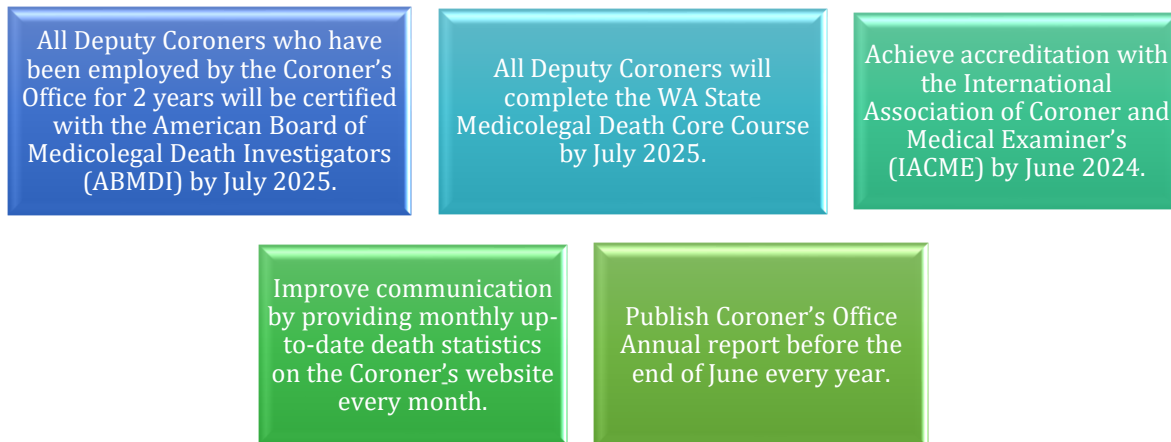 All Deputy Coroners who have
been employed by the Coroner’s
Office for 2 years will be certified
with the American Board of
Medicolegal Death Investigators
(ABMDI) by July 2025.
All Deputy Coroners will
complete the WA State
Medicolegal Death Core Course
by July 2025.
Achieve accreditation with
the International
Association of Coroner and
Medical Examiner’s
(IACME) by June 2024.
Improve communication
by providing monthly up-
to-date death statistics
on the Coroner’s website
every month.
Publish Coroner’s Office
Annual report before the
end of June every year.